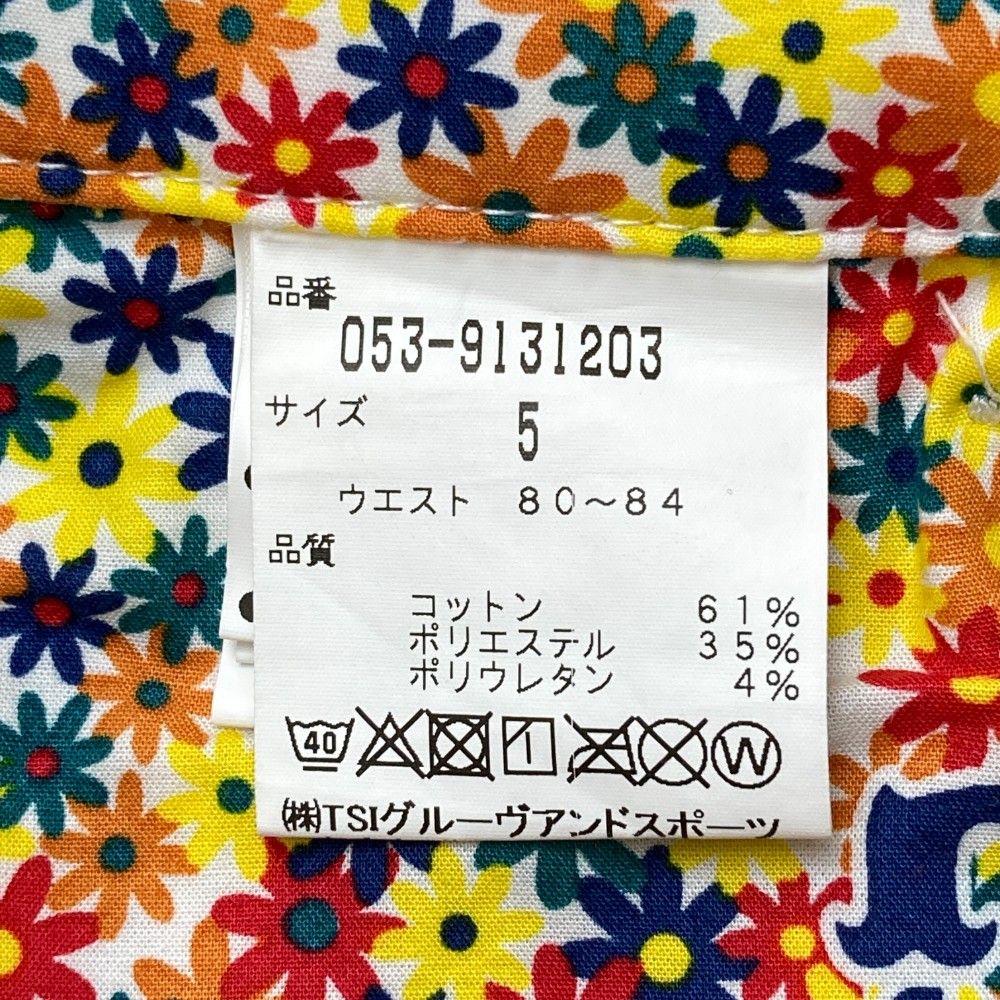 品番
053-9131203
サイズ 5
ウエスト 80～84
品質
コットン 61%
ポリエステル 35%
ポリウレタン 4%
40 W
㈱TSIグルーヴアンドスポーツ